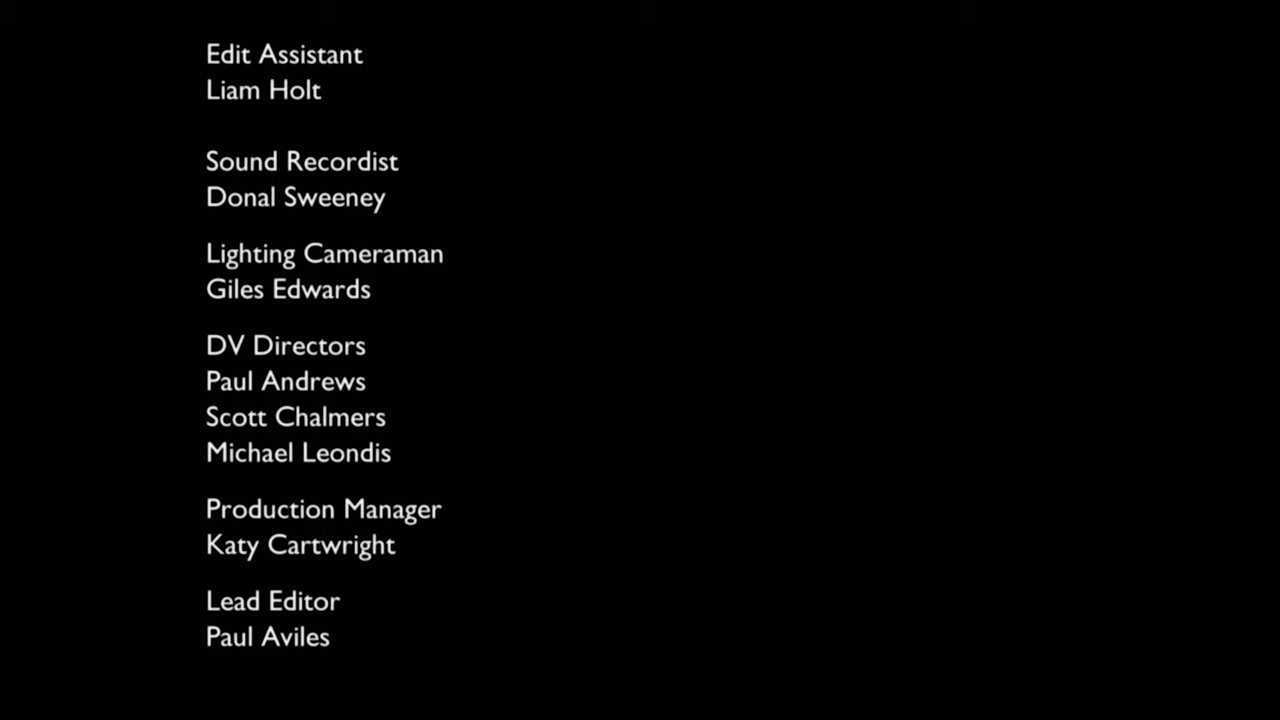 Edit Assistant
Liam Holt
Sound Recordist
Donal Sweeney
Lighting Cameraman
Giles Edwards
DV Directors
Paul Andrews
Scott Chalmers
Michael Leondis
Production Manager
Katy Cartwright
Lead Editor
Paul Aviles